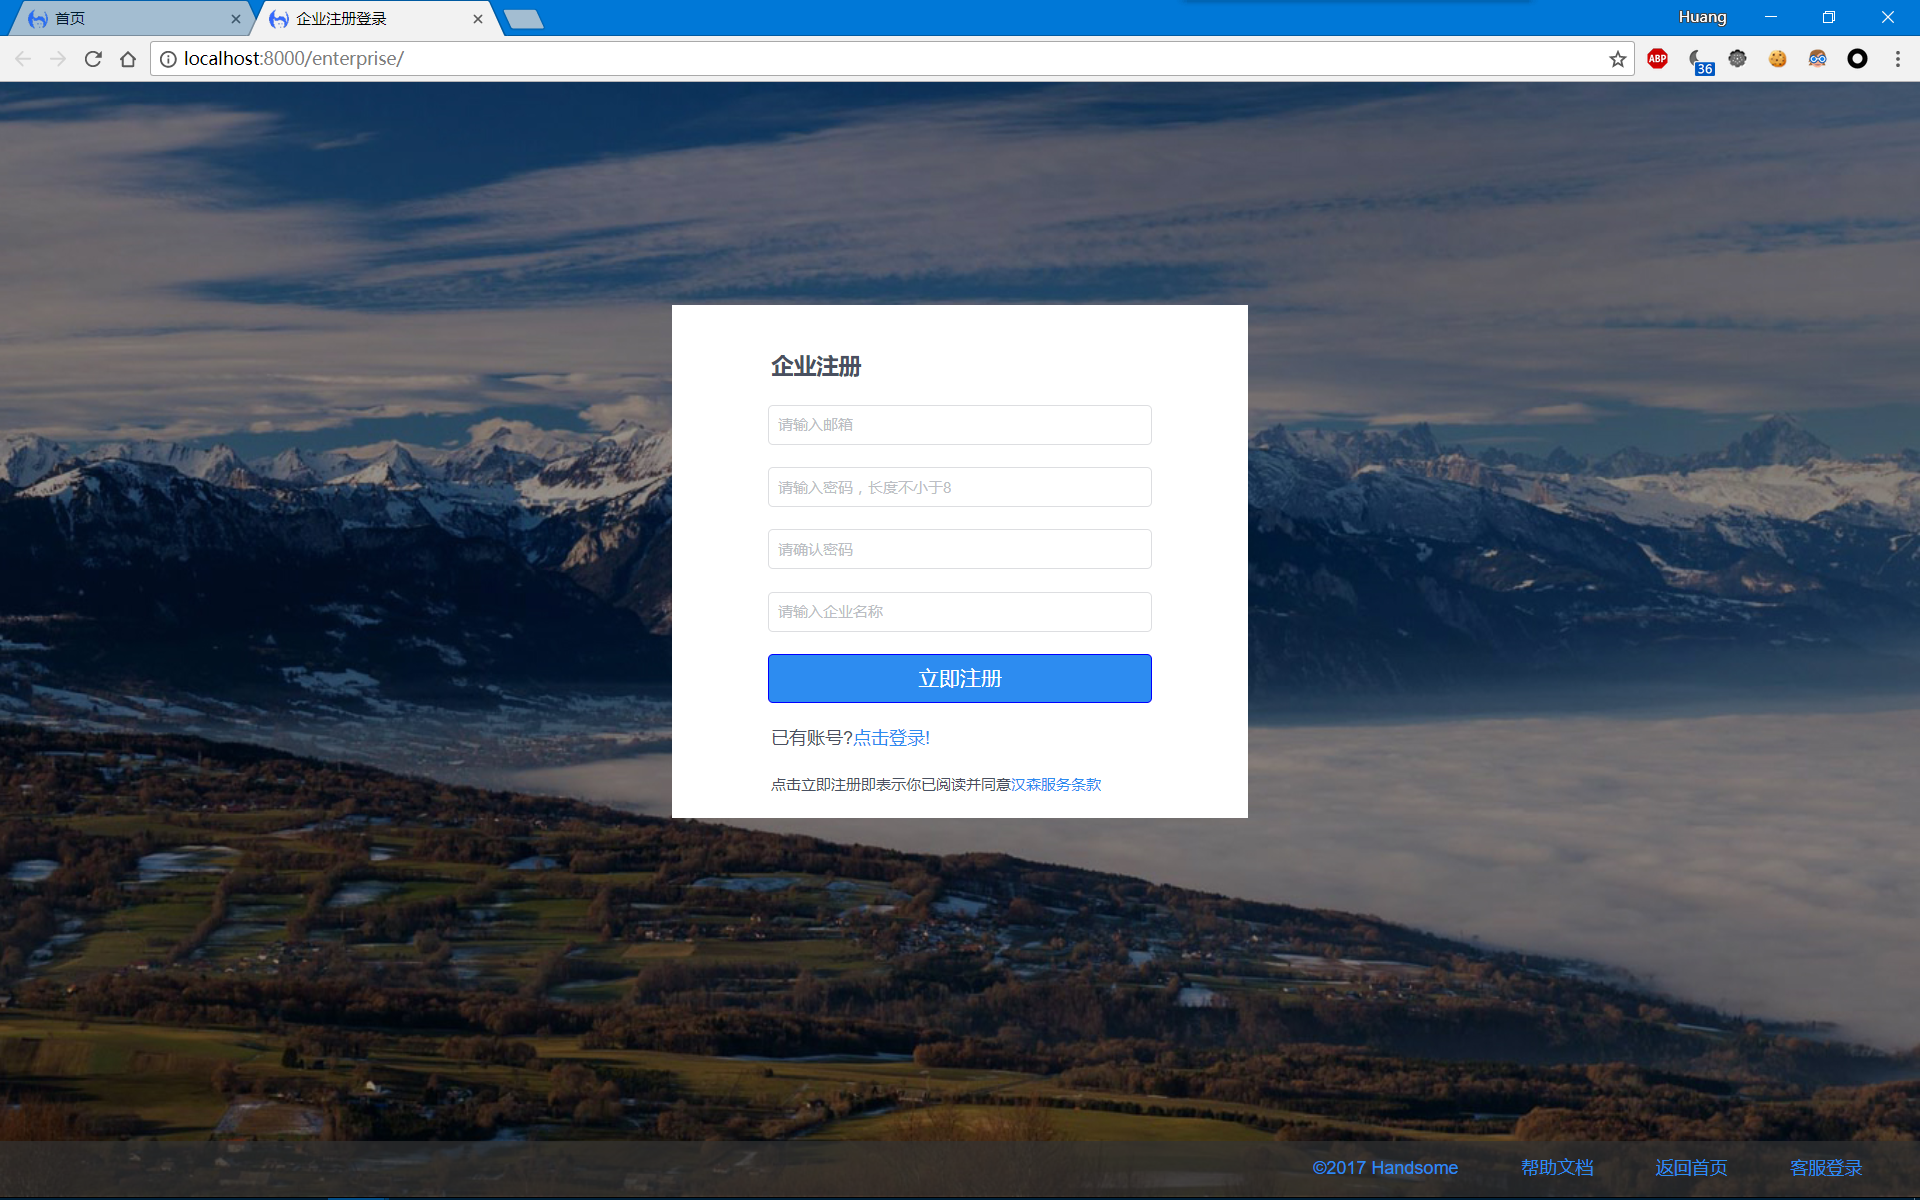 首页
企业注册登录
Huang
localhost:8000/enterprise/
ABP
36
企业注册
请输入邮箱
请输入密码，长度不小于8
请确认密码
请输入企业名称
立即注册
已有账号?点击登录!
点击立即注册即表示你已阅读并同意汉森服务条款
©2017 Handsome 帮助文档 返回首页 客服登录